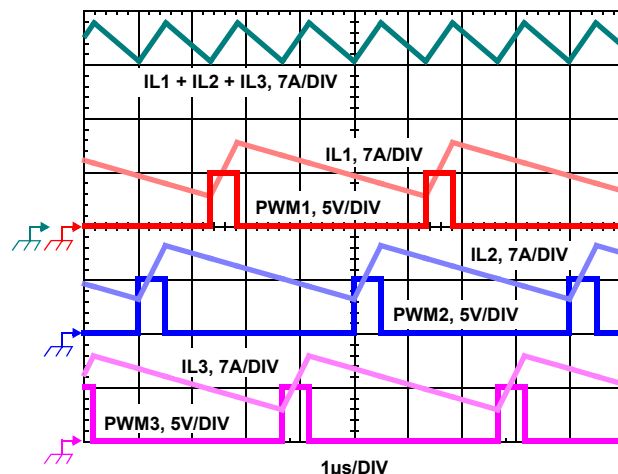 IL1 + IL2 + IL3, 7A/DIV
IL1, 7A/DIV
PWM1, 5V/DIV
IL2, 7A/DIV
PWM2, 5V/DIV
IL3, 7A/DIV
PWM3, 5V/DIV
1µs/DIV